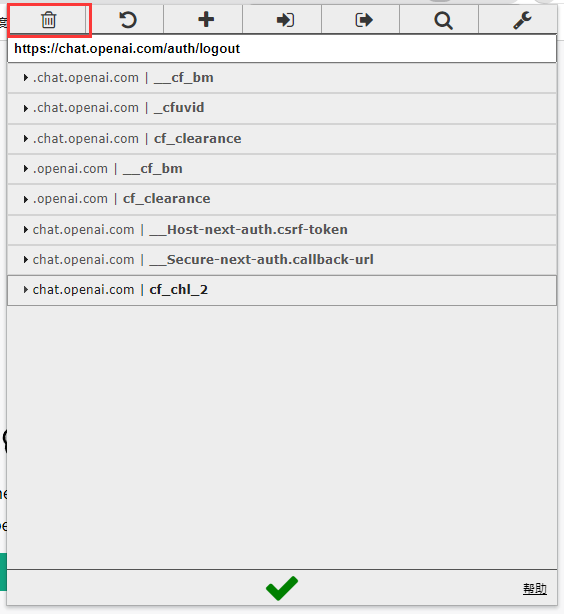 https://chat.openai.com/auth/logout
.chat.openai.com | __cf_bm
.chat.openai.com | _cfuvid
.chat.openai.com | cf_clearance
.openai.com | __cf_bm
.openai.com | cf_clearance
chat.openai.com | __Host-next-auth.csrf-token
chat.openai.com | __Secure-next-auth.callback-url
chat.openai.com | cf_chl_2
帮助